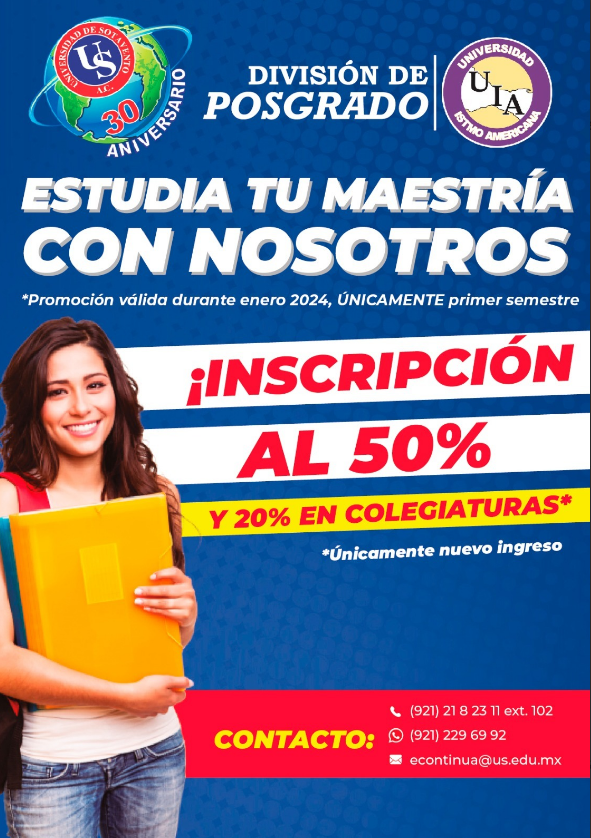 UNIVERSIDAD DE SOTAVENTO
A.C.
US
30
ANIVERSARIO
DIVISIÓN DE
POSGRADO
UNIVERSIDAD
UIA
ISTMO AMERICANA
ESTUDIA TU MAESTRÍA
CON NOSOTROS
*Promoción válida durante enero 2024, ÚNICAMENTE primer semestre
¡INSCRIPCIÓN
AL 50%
Y 20% EN COLEGIATURAS*
*Únicamente nuevo ingreso
CONTACTO:
(921) 21 8 23 11 ext. 102
(921) 229 69 92
econtinua@us.edu.mx